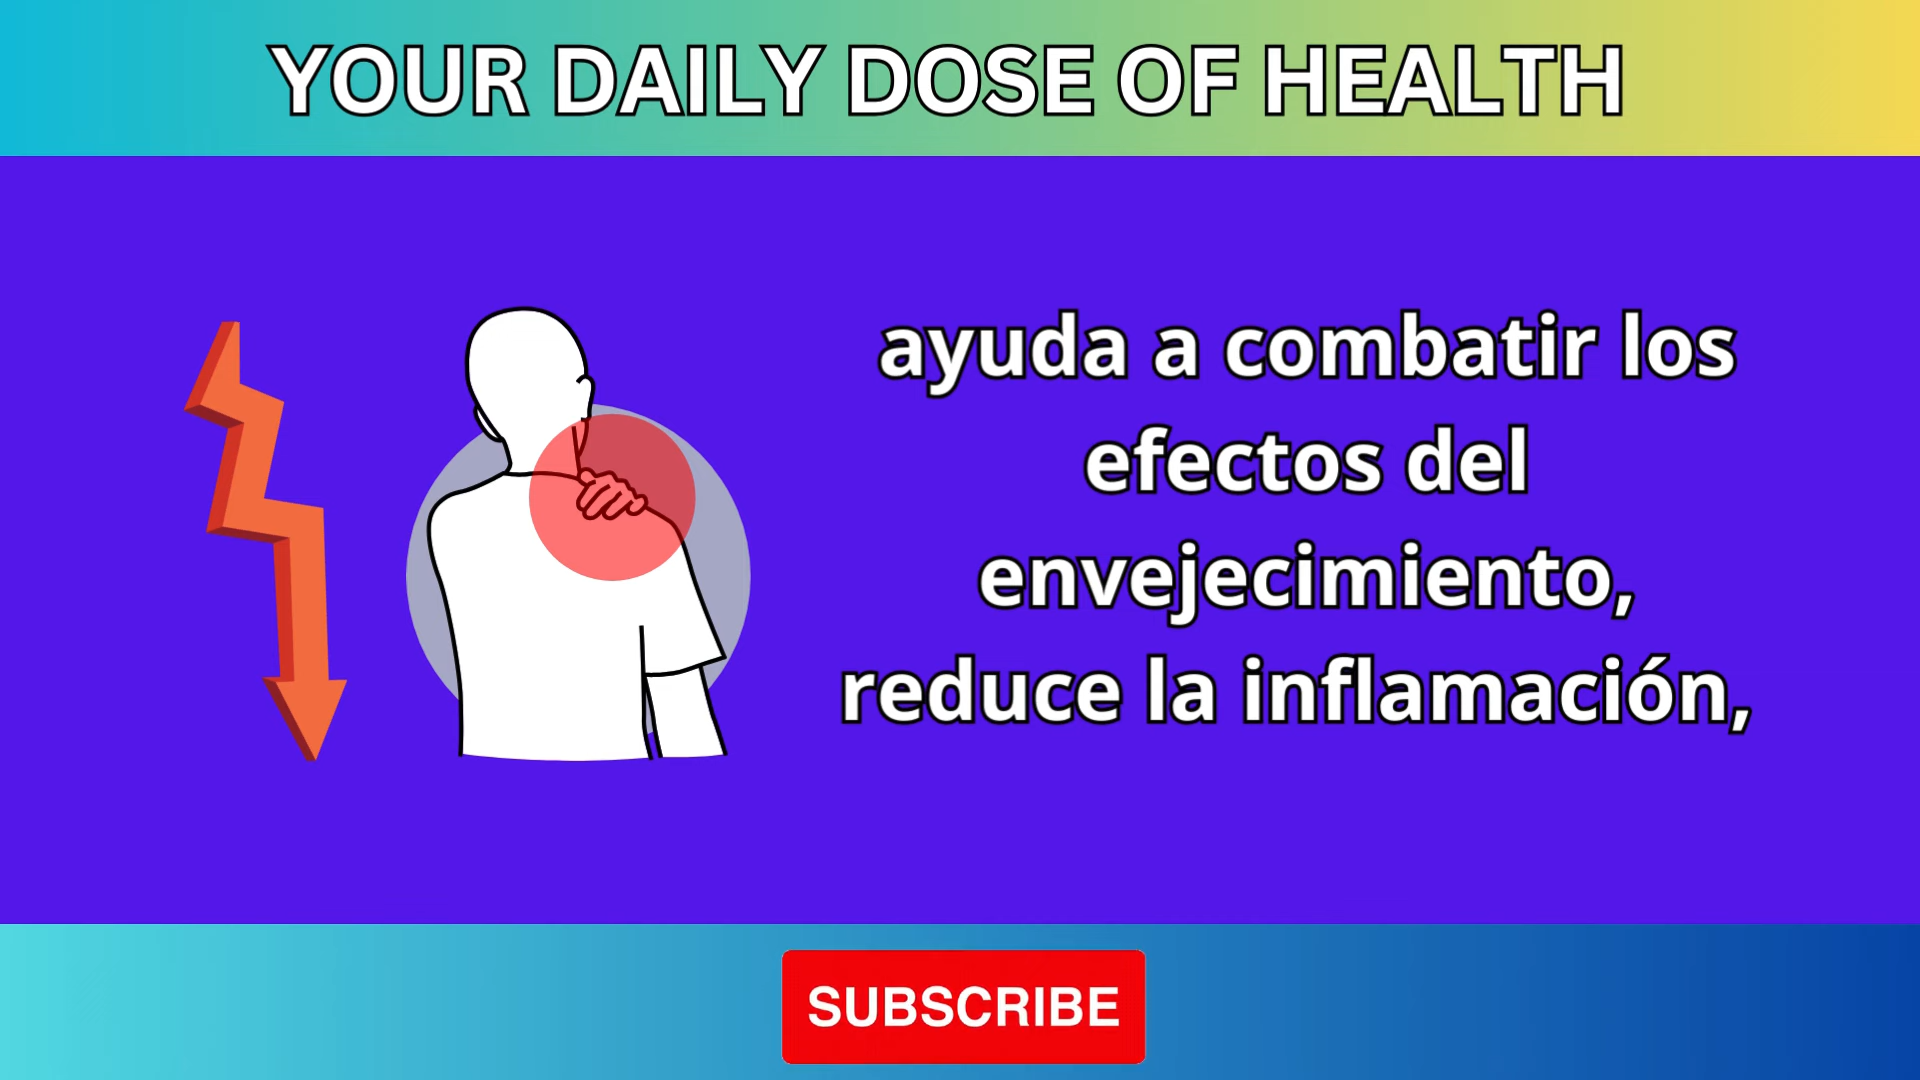 YOUR DAILY DOSE OF HEALTH
ayuda a combatir los
efectos del
envejecimiento,
reduce la inflamación,
SUBSCRIBE